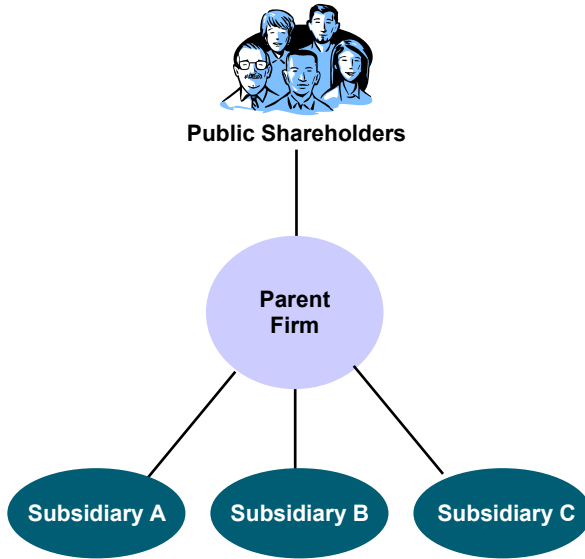 Public Shareholders
Parent
Firm
Subsidiary A
Subsidiary B
Subsidiary C